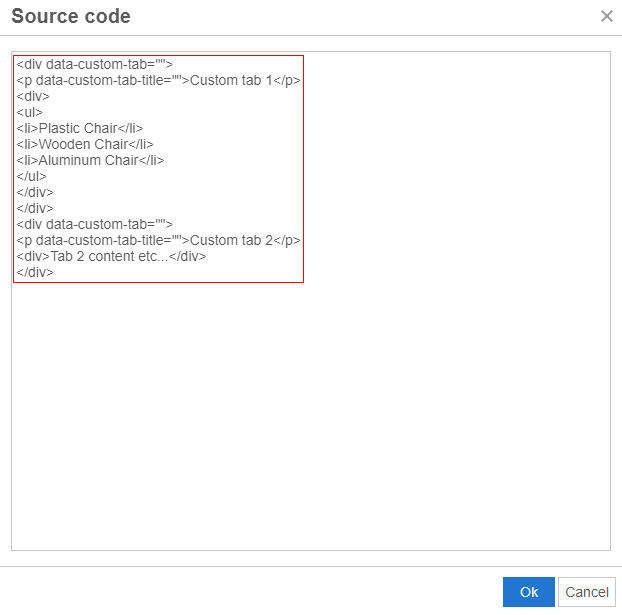 Source code
<div data-custom-tab="">
<p data-custom-tab-title="">Custom tab 1</p>
<div>
<ul>
<li>Plastic Chair</li>
<li>Wooden Chair</li>
<li>Aluminum Chair</li>
</ul>
</div>
</div>
<div data-custom-tab="">
<p data-custom-tab-title="">Custom tab 2</p>
<div>Tab 2 content etc...</div>
</div>
Ok Cancel